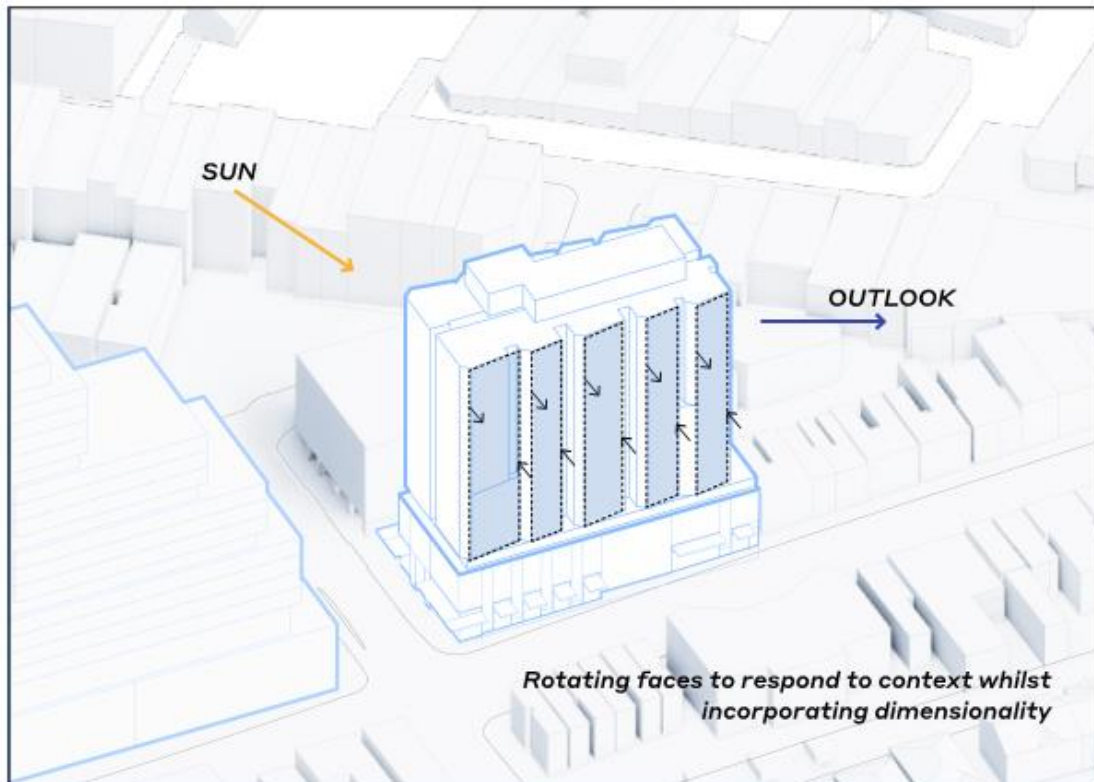 SUN
OUTLOOK
Rotating faces to respond to context whilst
incorporating dimensionality